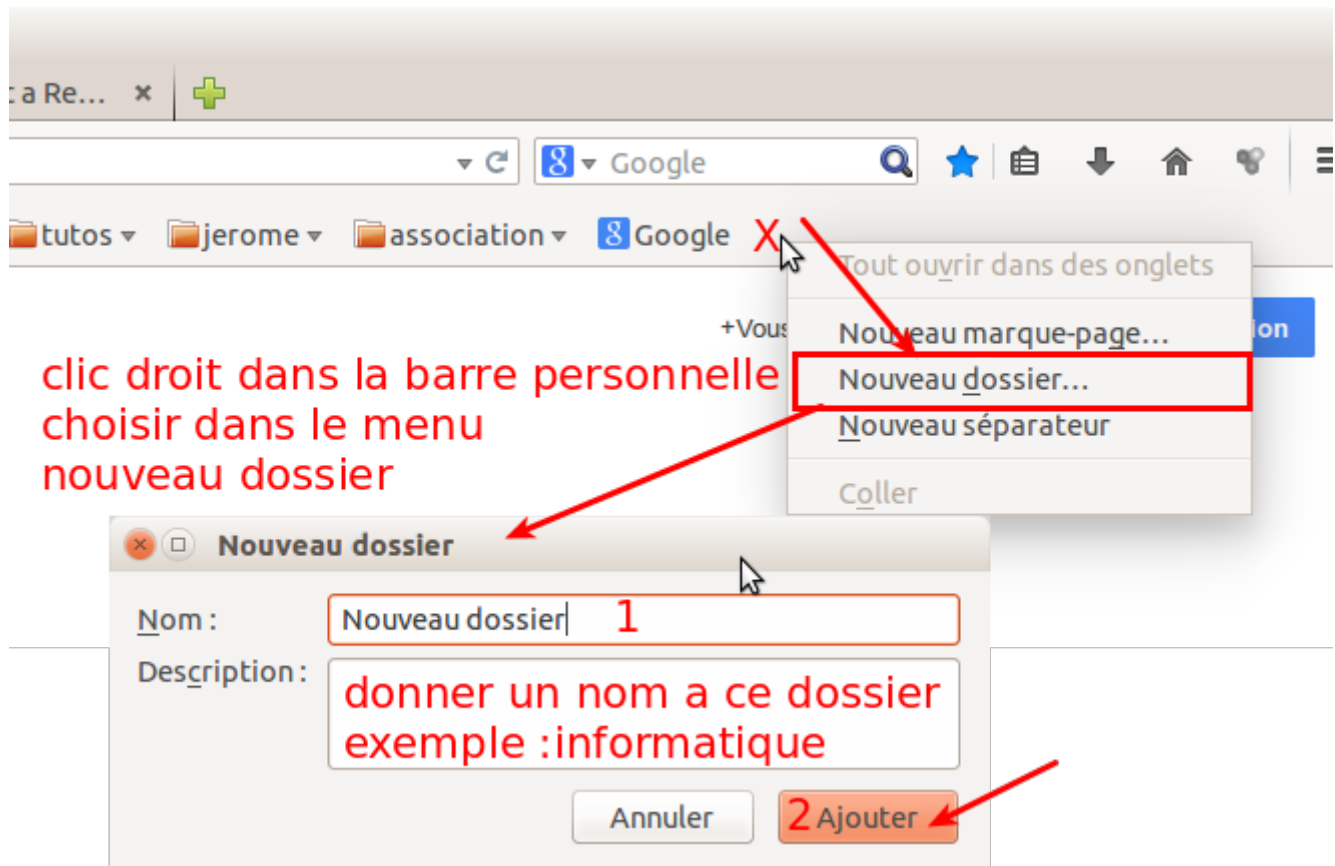 t a Re...
Google
tutos
jerome
association
Google
X
Tout ouvrir dans des onglets
+Vous
Nouveau marque-page...
ion
Nouveau dossier...
Nouveau séparateur
Coller
clic droit dans la barre personnelle
choisir dans le menu
nouveau dossier
Nouveau dossier
Nom :
Nouveau dossier
1
Description :
donner un nom a ce dossier
exemple :informatique
Annuler
2 Ajouter